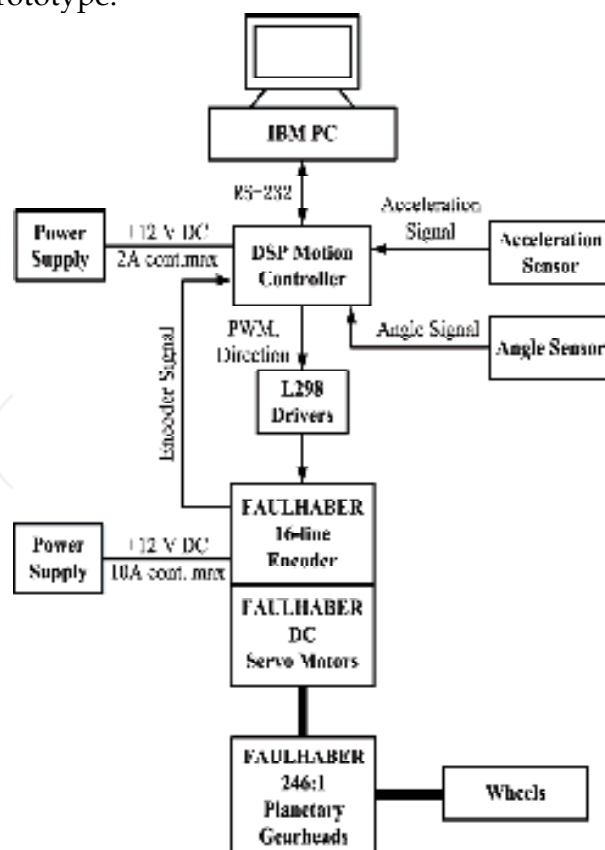 rototype.
IBM PC
RS-232
Acceleration
Signal
Power
Supply
+12 V DC
2A cont.max
DSP Motion
Controller
Acceleration
Sensor
PWM,
Direction
Angle Signal
Angle Sensor
Encoder Signal
L298
Drivers
FAULHABER
16-line
Encoder
Power
Supply
+12 V DC
10A cont. max
FAULHABER
DC
Servo Motors
FAULHABER
246:1
Planetary
Gearheads
Wheels